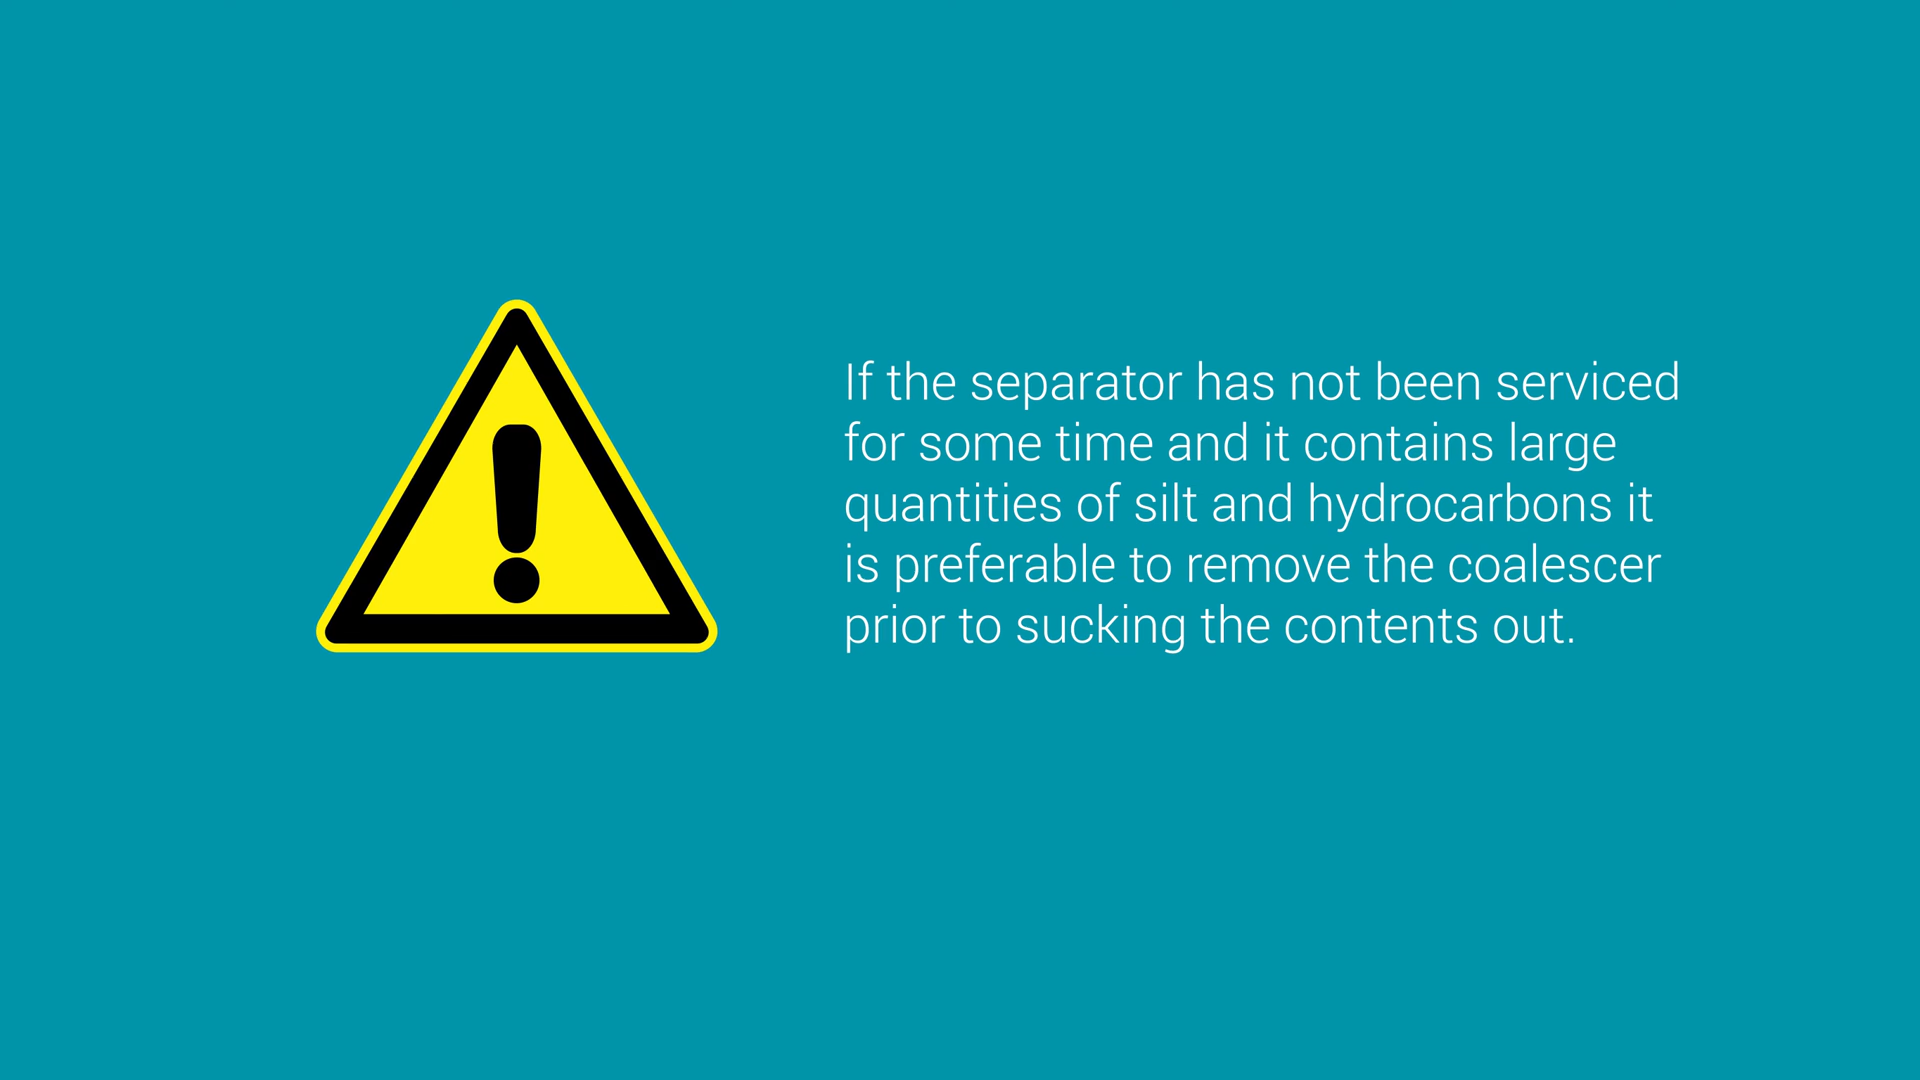 If the separator has not been serviced
for some time and it contains large
quantities of silt and hydrocarbons it
is preferable to remove the coalescer
prior to sucking the contents out.